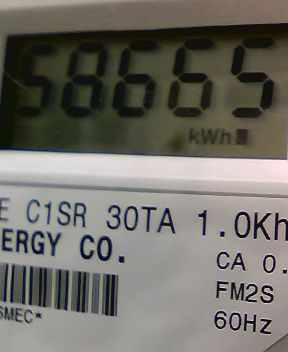 58665
kWh
E C1SR 30TA 1.0Kh
ERGY CO.
CA 0.
FM2S
SMEC*
60Hz